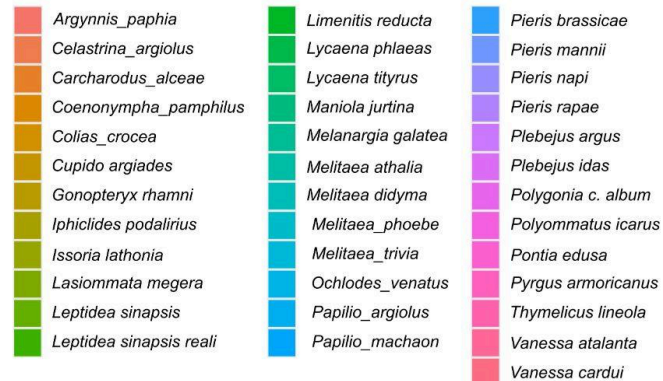 Argynnis_paphia
Celastrina_argiolus
Carcharodus_alceae
Coenonympha_pamphilus
Colias_crocea
Cupido argiades
Gonopteryx rhamni
Iphiclides podalirius
Issoria lathonia
Lasiommata megera
Leptidea sinapsis
Leptidea sinapsis reali
Limenitis reducta
Lycaena phlaeas
Lycaena tityrus
Maniola jurtina
Melanargia galatea
Melitaea athalia
Melitaea didyma
Melitaea_phoebe
Melitaea_trivia
Ochlodes_venatus
Papilio_argiolus
Papilio_machaon
Pieris brassicae
Pieris mannii
Pieris napi
Pieris rapae
Plebejus argus
Plebejus idas
Polygonia c. album
Polyommatus icarus
Pontia edusa
Pyrgus armoricanus
Thymelicus lineola
Vanessa atalanta
Vanessa cardui